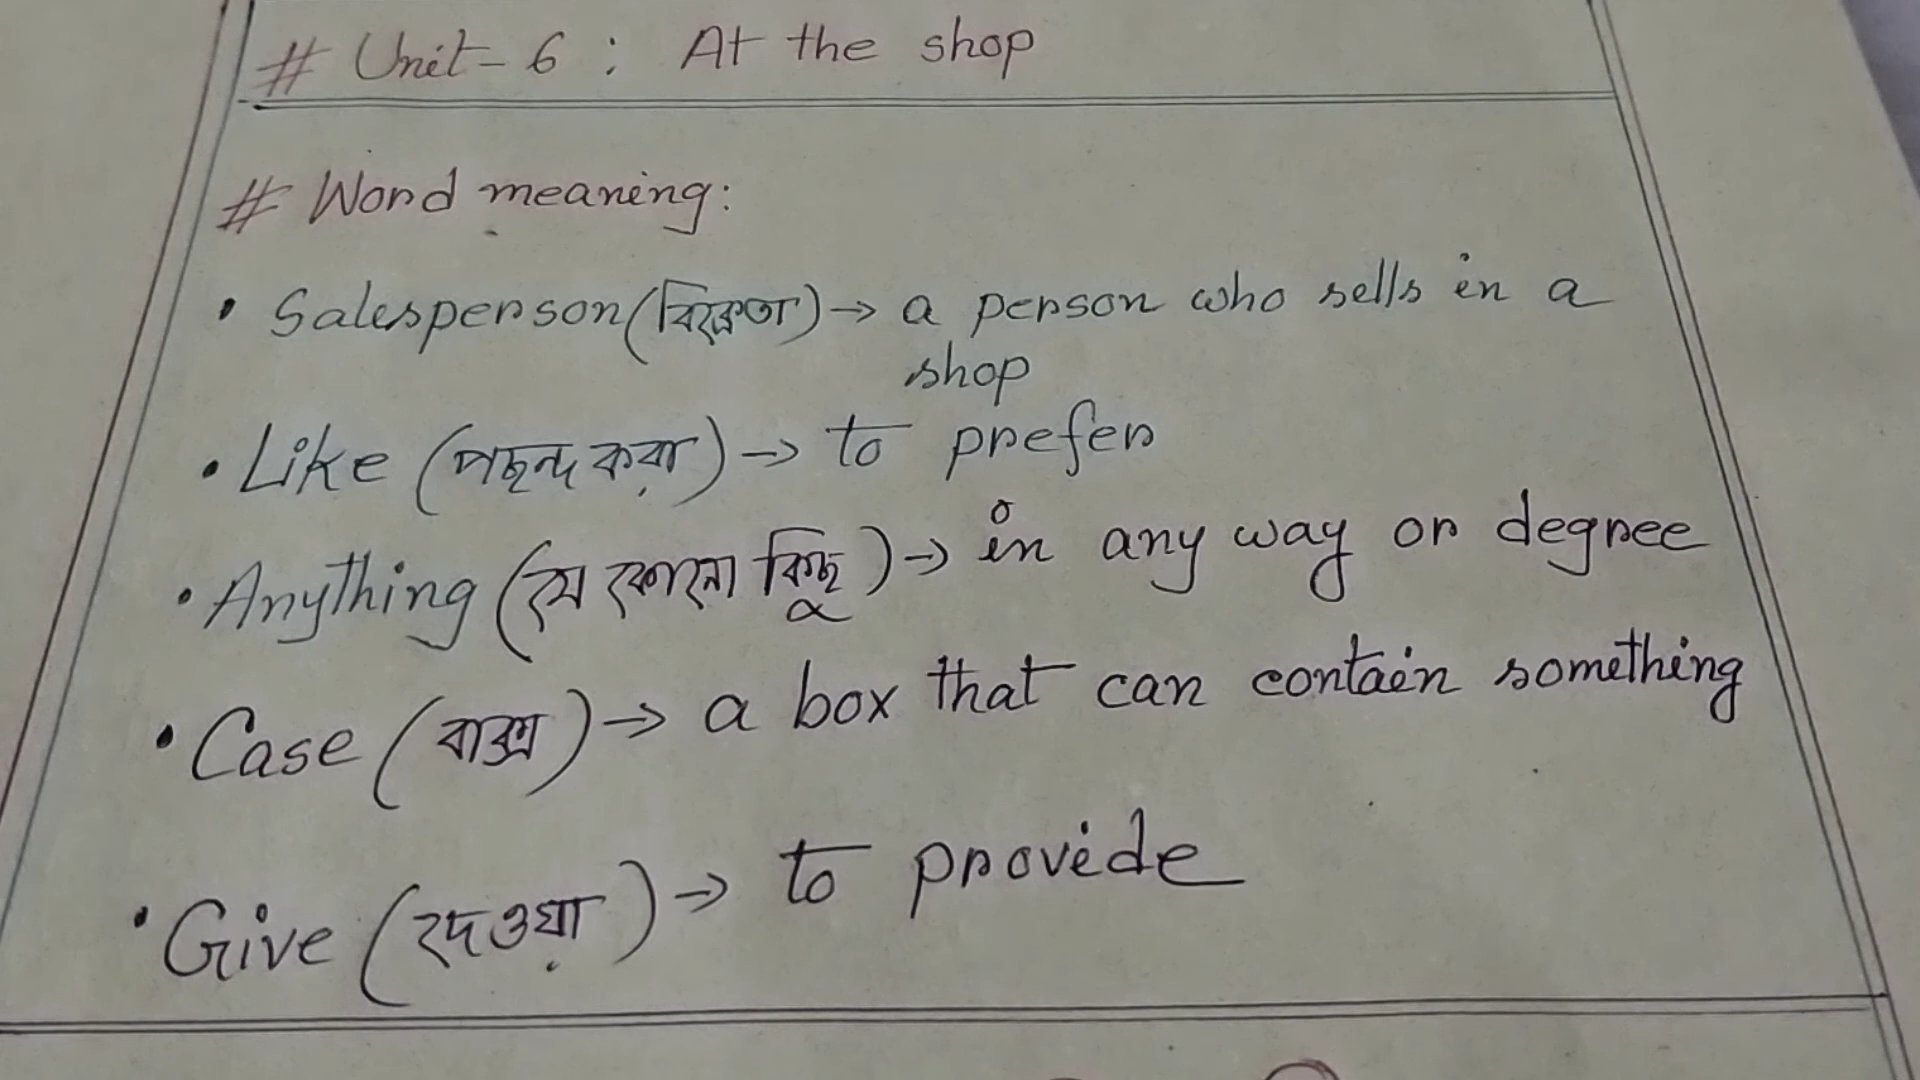 # Unit-6 : At the shop
# Word meaning:
• Salesperson (বিক্রেতা) → a person who sells in a
shop
• Like (পছন্দ করা) → to prefer
• Anything (যে কোনো কিছু) → in any way or degree
• Case (বাক্স) → a box that can contain something
• Give (দেওয়া) → to provide